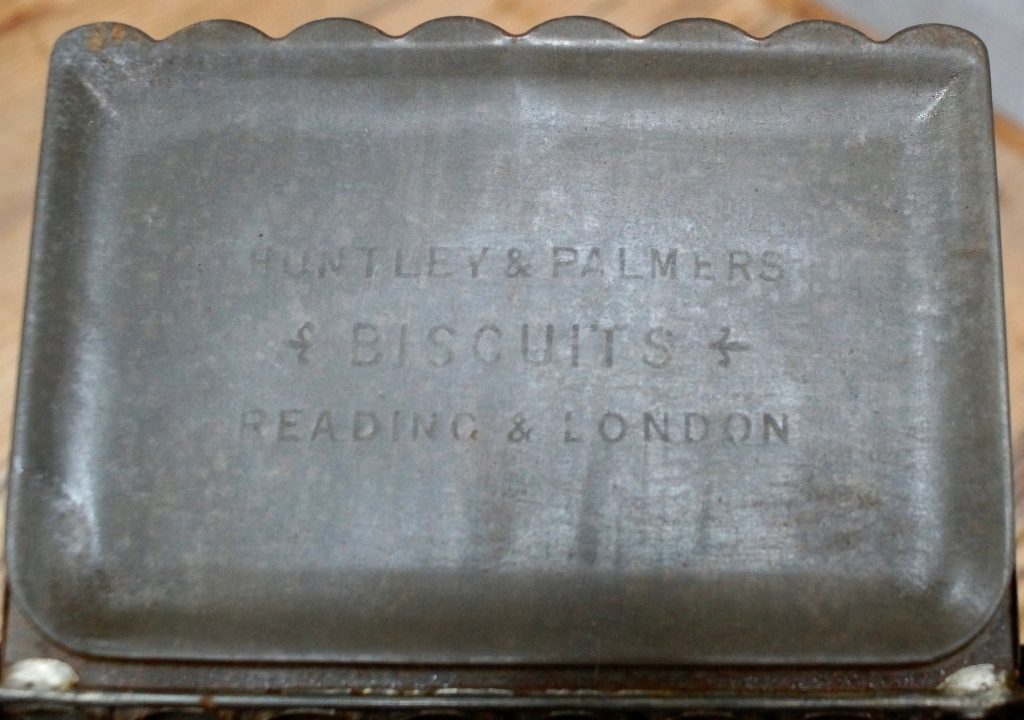 HUNTLEY & PALMERS
BISCUITS
READING & LONDON